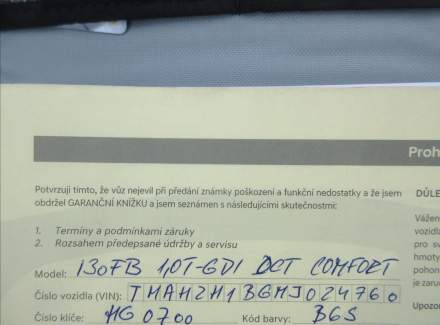 Proh
Potvrzuji tímto, že vůz nejevil při předání známky poškození a funkční nedostatky a že jsem
obdržel GARANČNÍ KNÍŽKU a jsem seznámen s následujícími skutečnostmi:
1. Termíny a podmínkami záruky
2. Rozsahem předepsané údržby a servisu
Model: I30FB 1,0T-GDI DCT COMFORT
Číslo vozidla (VIN): TMAH2H1BGMJ024760
Číslo klíče: HG0700 Kód barvy: B6S
DŮLE
Vážen
vozidl
pro sv
hmoty
pohon
je zaru
Upozo